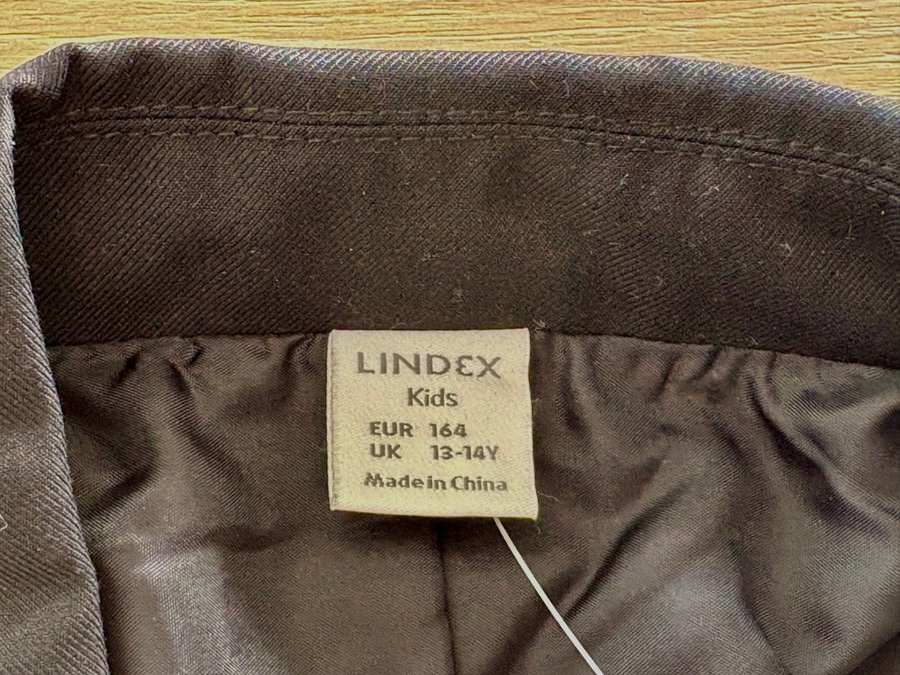 LINDEX
Kids
EUR 164
UK 13-14Y
Made in China